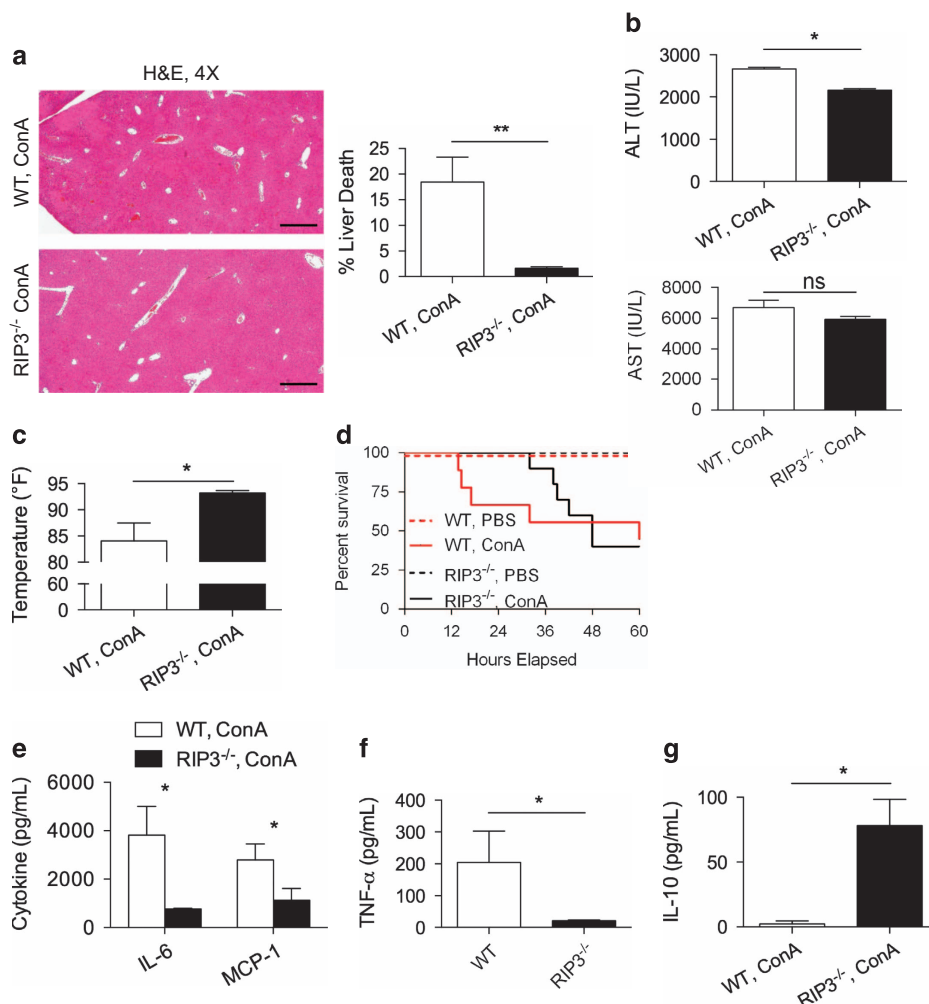 a
H&E, 4X
WT, ConA
RIP3-/- ConA
% Liver Death
25
20
15
10
5
0
**
WT, ConA
RIP3-/-, ConA
b
ALT (IU/L)
3000
2000
1000
0
*
WT, ConA
RIP3-/-, ConA
AST (IU/L)
8000
6000
4000
2000
0
ns
WT, ConA
RIP3-/-, ConA
c
Temperature (°F)
95
90
85
80
60
0
*
WT, ConA
RIP3-/-, ConA
d
Percent survival
100
75
50
25
0
WT, PBS
WT, ConA
RIP3-/-, PBS
RIP3-/-, ConA
0 12 24 36 48 60
Hours Elapsed
e
WT, ConA
RIP3-/-, ConA
Cytokine (pg/mL)
6000
4000
2000
0
*
*
IL-6
MCP-1
f
TNF-α (pg/mL)
400
300
200
100
0
*
WT
RIP3-/-
g
IL-10 (pg/mL)
100
50
0
*
WT, ConA
RIP3-/-, ConA